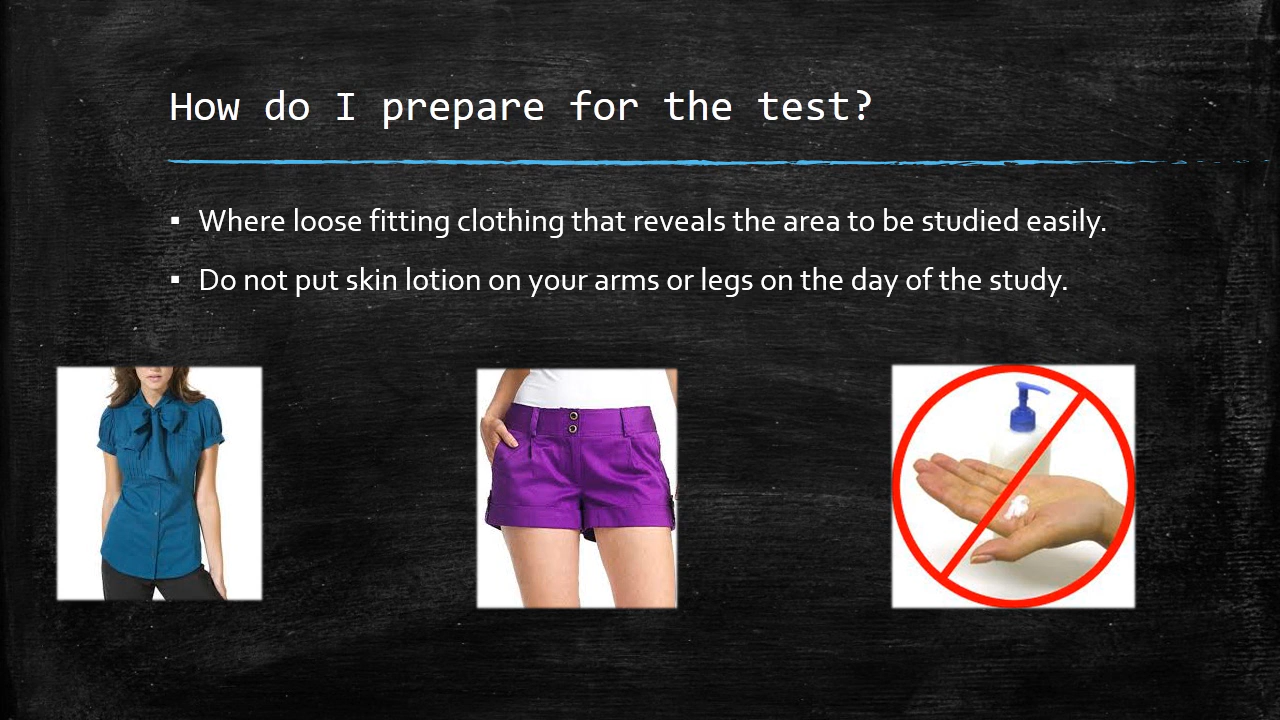 How do I prepare for the test?
▪ Where loose fitting clothing that reveals the area to be studied easily.
▪ Do not put skin lotion on your arms or legs on the day of the study.